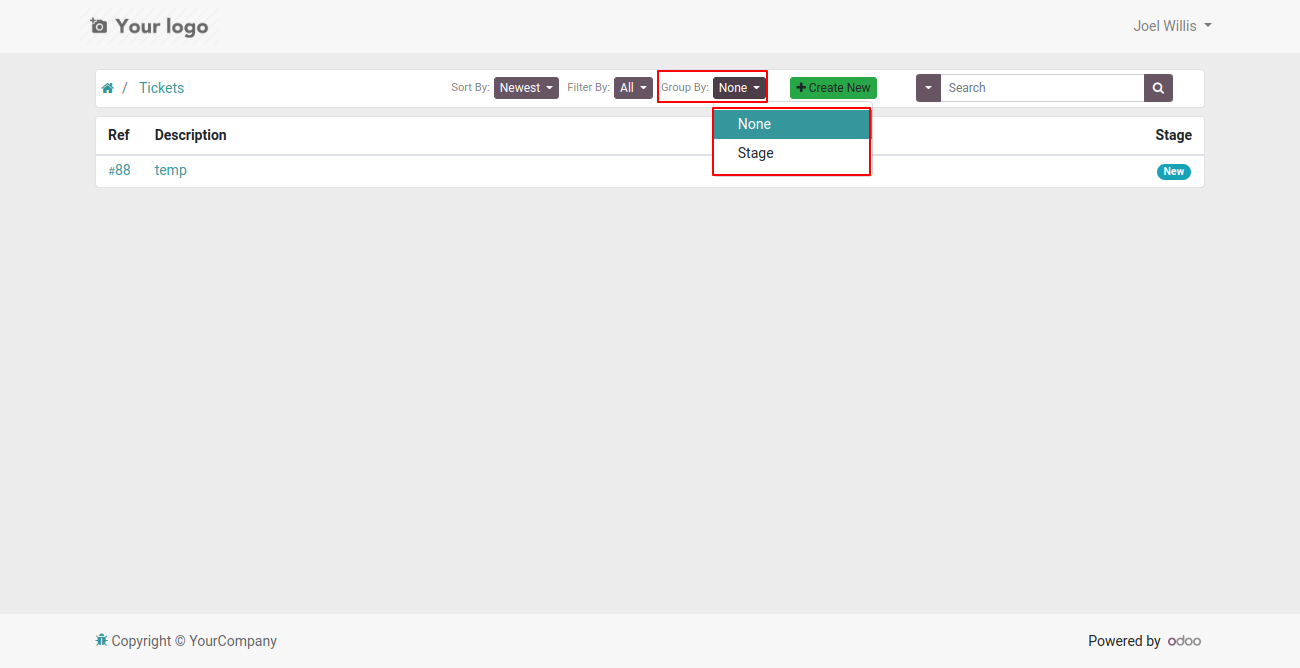 Your logo
Joel Willis
/ Tickets
Sort By: Newest Filter By: All Group By: None Create New Search
None
Stage
Ref Description Stage
#88 temp New
Copyright © YourCompany
Powered by odoo